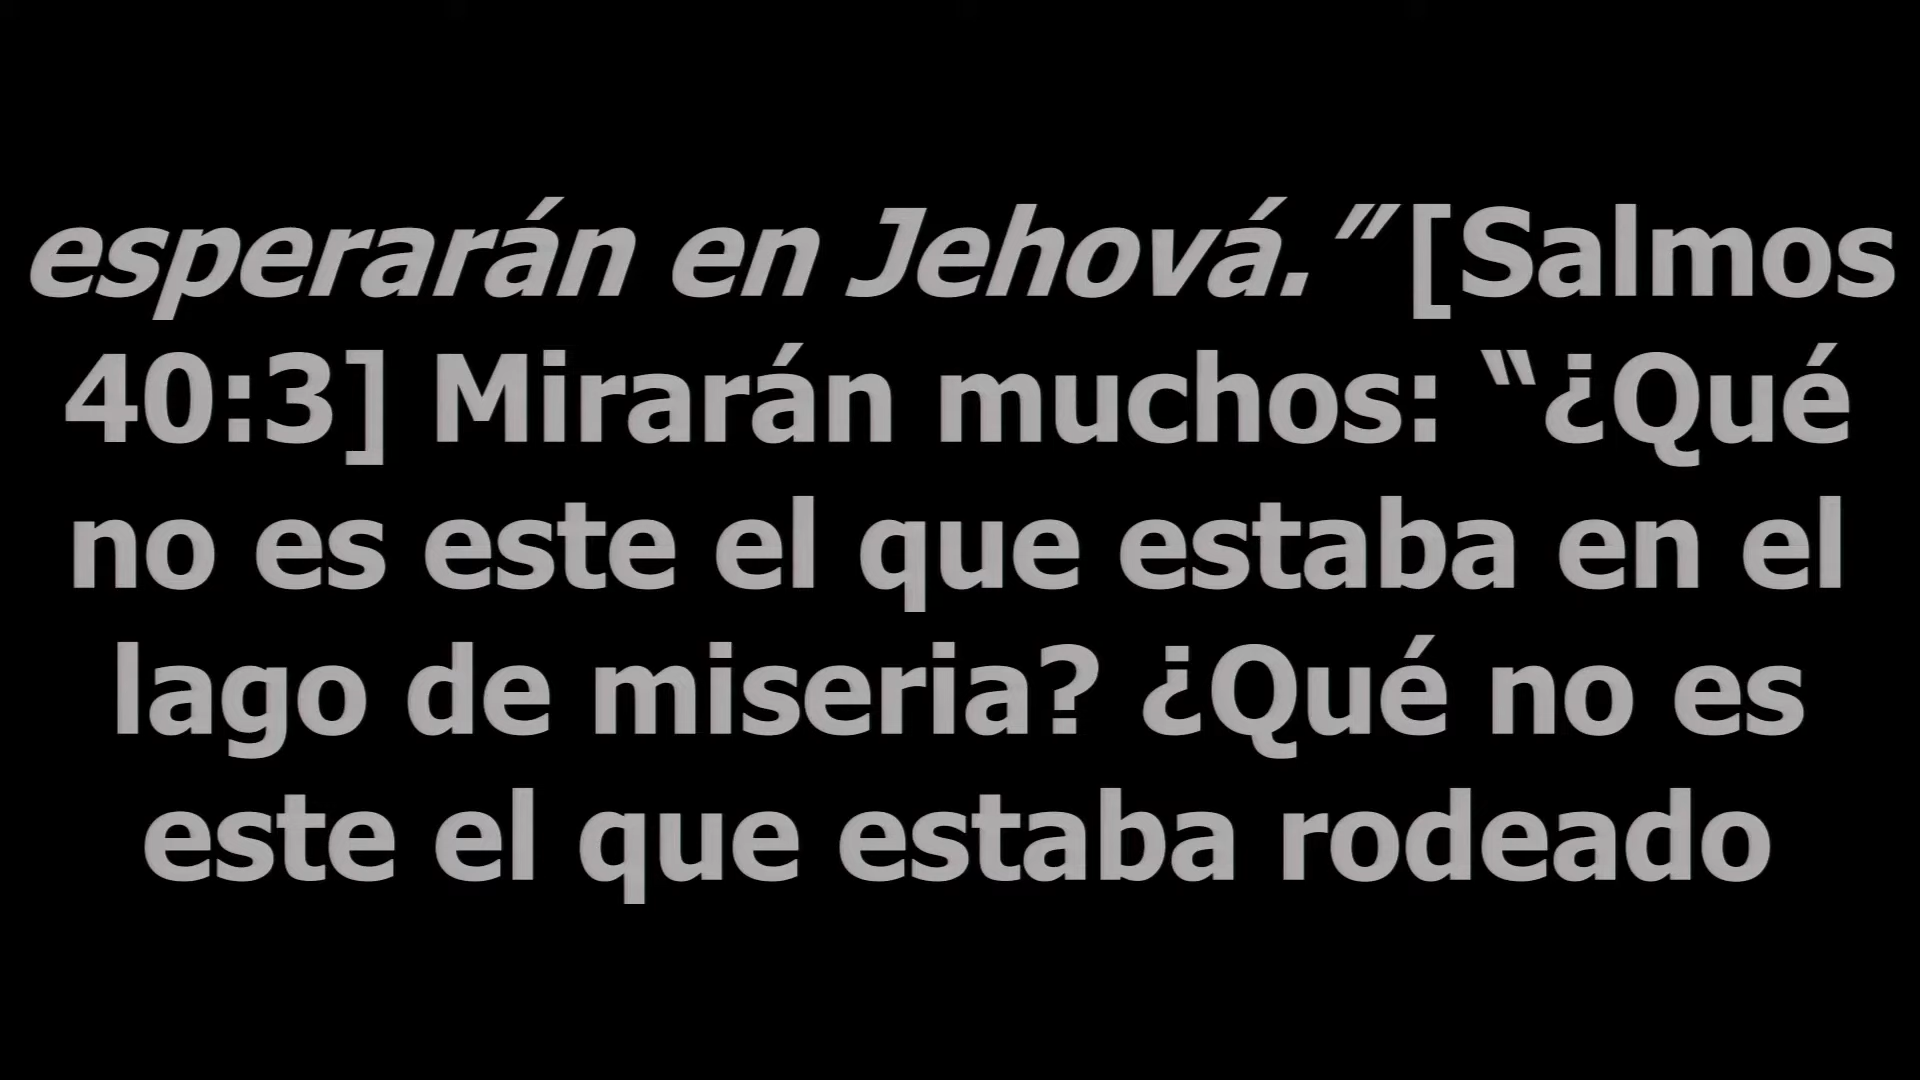 esperarán en Jehová.” [Salmos
40:3] Mirarán muchos: “¿Qué
no es este el que estaba en el
lago de miseria? ¿Qué no es
este el que estaba rodeado